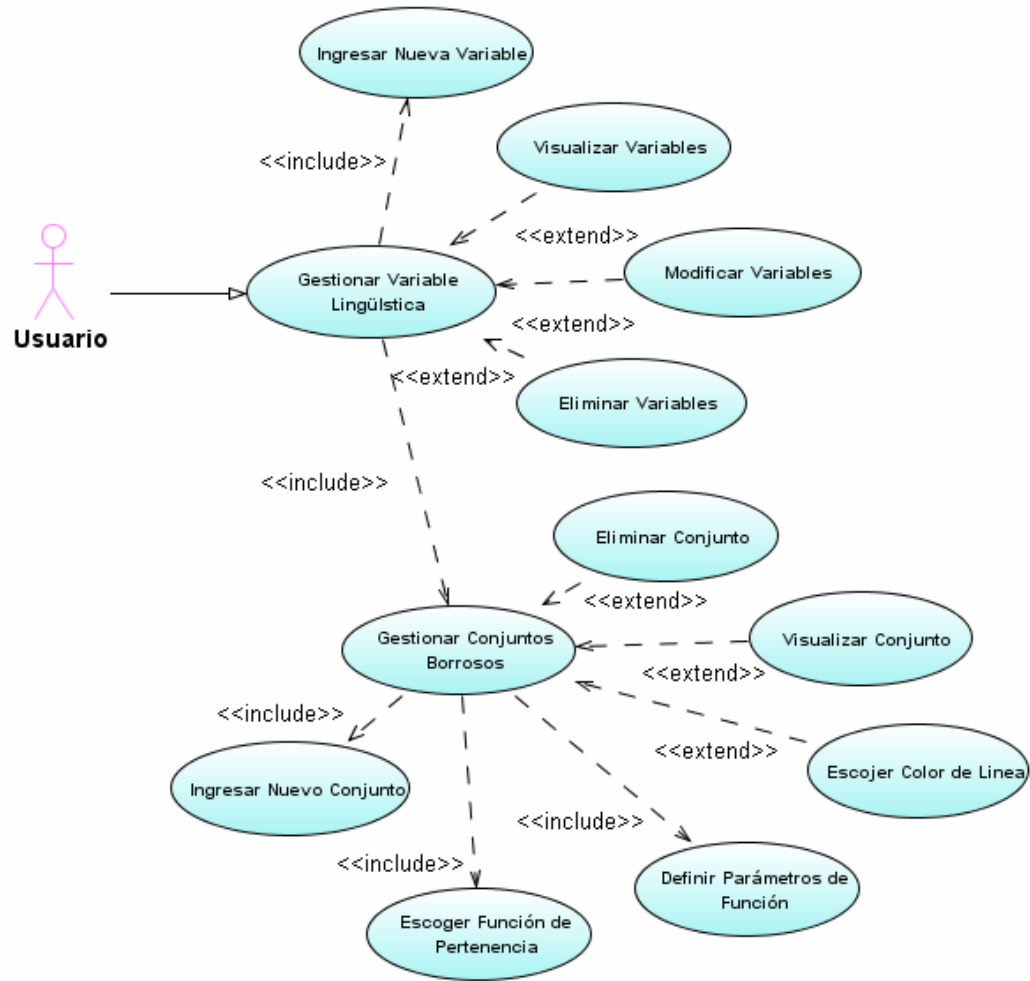 Ingresar Nueva Variable
Visualizar Variables
<<include>>
<<extend>>
Modificar Variables
Gestionar Variable
Lingülstica
Usuario
<<extend>>
<<extend>>
Eliminar Variables
<<include>>
Eliminar Conjunto
<<extend>>
Gestionar Conjuntos
Borrosos
Visualizar Conjunto
<<extend>>
<<include>>
<<extend>>
Escojer Color de Linea
Ingresar Nuevo Conjunto
<<include>>
<<include>>
Definir Parámetros de
Función
Escoger Función de
Pertenencia